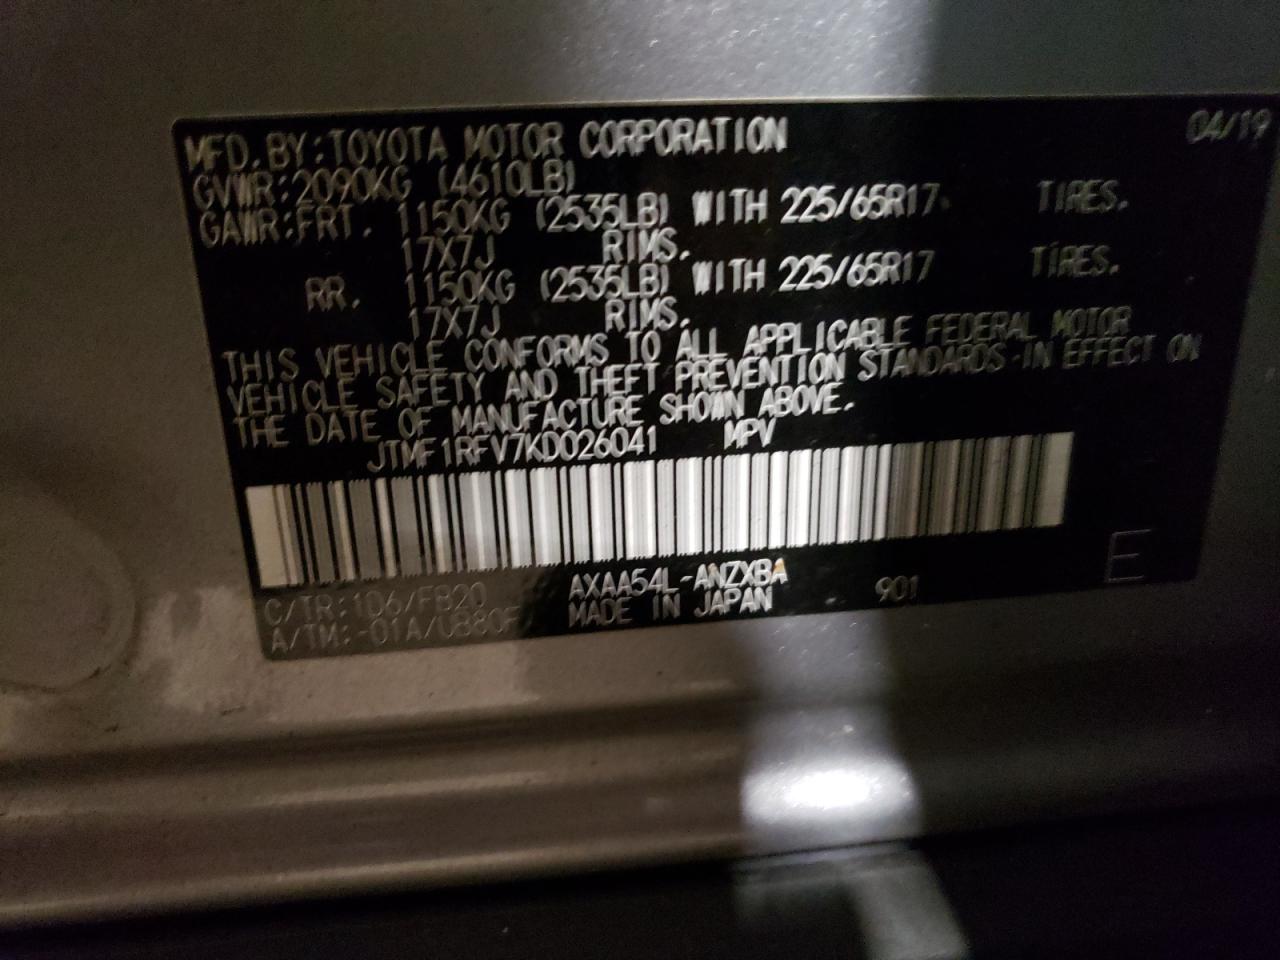 MFD. BY: TOYOTA MOTOR CORPORATION 04/19
GVWR: 2090KG (4610LB)
GAWR: FRT. 1150KG (2535LB) WITH 225/65R17 TIRES.
17X7J RIMS.
RR. 1150KG (2535LB) WITH 225/65R17 TIRES.
17X7J RIMS.
THIS VEHICLE CONFORMS TO ALL APPLICABLE FEDERAL MOTOR
VEHICLE SAFETY AND THEFT PREVENTION STANDARDS IN EFFECT ON
THE DATE OF MANUFACTURE SHOWN ABOVE.
JTMF1RFV7KD026041 MPV
C/TR: 1D6/FB20 AXAA54L-ANZXBA 901 E
A/TM: -01A/UB80F MADE IN JAPAN